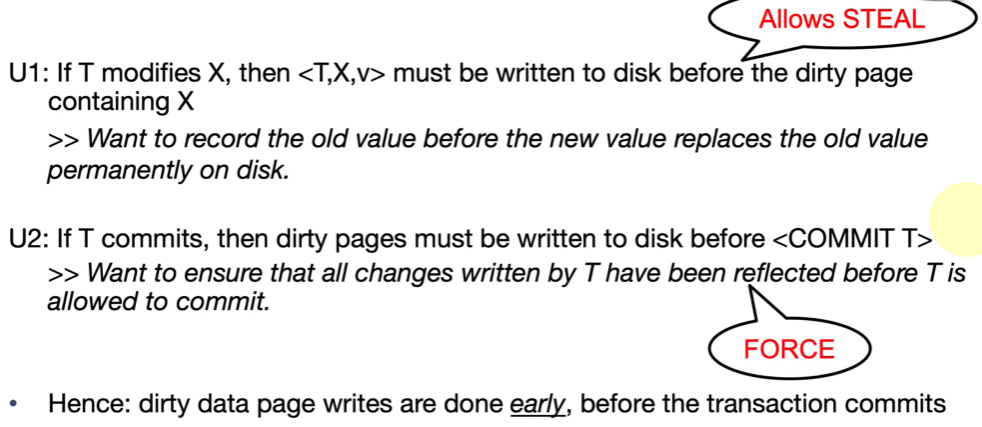 Allows STEAL
U1: If T modifies X, then <T,X,v> must be written to disk before the dirty page
containing X
>> Want to record the old value before the new value replaces the old value
permanently on disk.
U2: If T commits, then dirty pages must be written to disk before <COMMIT T>
>> Want to ensure that all changes written by T have been reflected before T is
allowed to commit.
FORCE
• Hence: dirty data page writes are done early, before the transaction commits